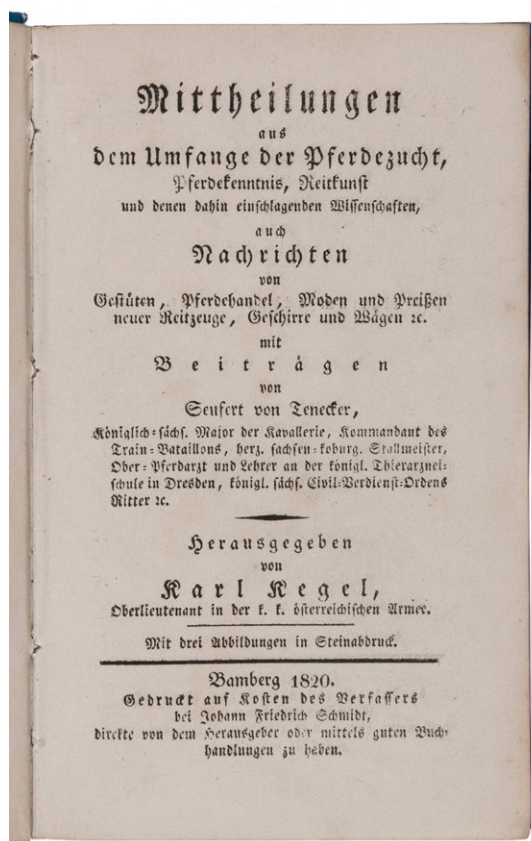 Mittheilungen
aus
dem Umfange der Pferdezucht,
Pferdekenntnis, Reitkunst
und denen dahin einschlagenden Wissenschaften,
auch
Nachrichten
von
Gestüten, Pferdehandel, Moden und Preißen
neuer Reitzeuge, Geschirre und Wägen ꝛc.
mit
Beiträgen
von
Seufert von Tenecker,
Königlich-sächs. Major der Kavallerie, Kommandant des
Train-Bataillons, herz. sachsen-koburg. Stallmeister,
Ober-Pferdarzt und Lehrer an der königl. Thierarznei-
schule in Dresden, königl. sächs. Civil-Verdienst-Ordens
Ritter ꝛc.
Herausgegeben
von
Karl Kegel,
Oberlieutenant in der k. k. österreichischen Armee.
Mit drei Abbildungen in Steinabdruck.
Bamberg 1820.
Gedruckt auf Kosten des Verfassers
bei Johann Friedrich Schmidt,
direkte von dem Herausgeber oder mittels guten Buch-
handlungen zu haben.